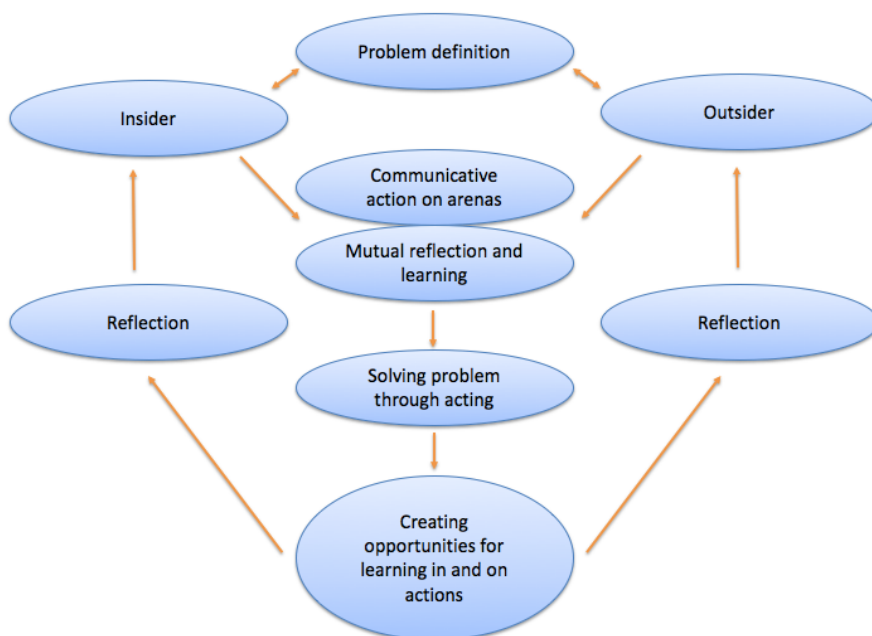 Problem definition
Insider
Outsider
Communicative
action on arenas
Mutual reflection and
learning
Reflection
Reflection
Solving problem
through acting
Creating
opportunities for
learning in and on
actions